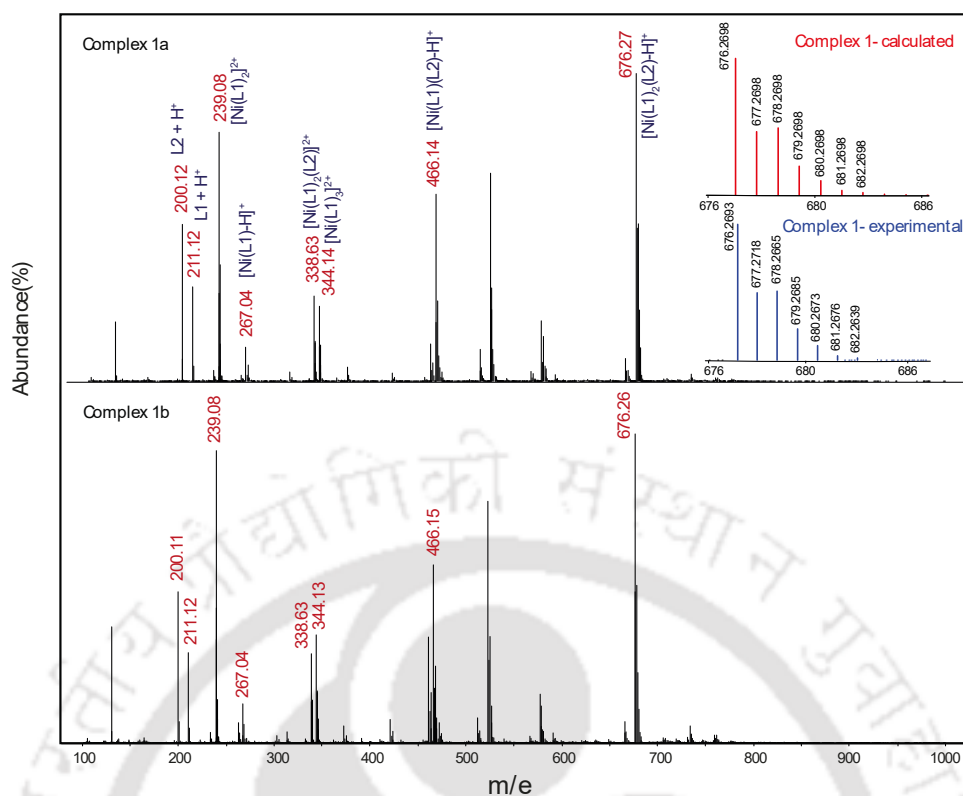 Complex 1a
200.12 L2 + H⁺
211.12 L1 + H⁺
239.08 [Ni(L1)₂]²⁺
267.04 [Ni(L1)-H]⁺
338.63 [Ni(L1)₂(L2)]²⁺
344.14 [Ni(L1)₃]²⁺
466.14 [Ni(L1)(L2)-H]⁺
676.27 [Ni(L1)₂(L2)-H]⁺
Complex 1- calculated
676.2698
677.2698
678.2698
679.2698
680.2698
681.2698
682.2698
676 680 686
Complex 1- experimental
676.2693
677.2718
678.2665
679.2685
680.2673
681.2676
682.2639
676 680 686
Abundance(%)
Complex 1b
200.11
211.12
239.08
267.04
338.63
344.13
466.15
676.26
100 200 300 400 500 600 700 800 900 1000
m/e
भारतीय प्रौद्योगिकी संस्थान गुवाहाटी